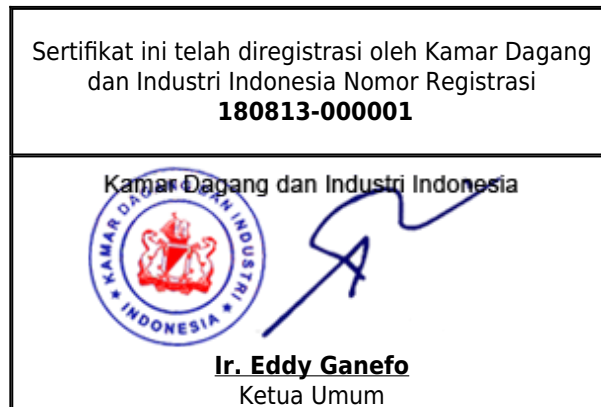 Sertifikat ini telah diregistrasi oleh Kamar Dagang
dan Industri Indonesia Nomor Registrasi
180813-000001
Kamar Dagang dan Industri Indonesia
KAMAR DAGANG DAN INDUSTRI
★ INDONESIA ★
Ir. Eddy Ganefo
Ketua Umum